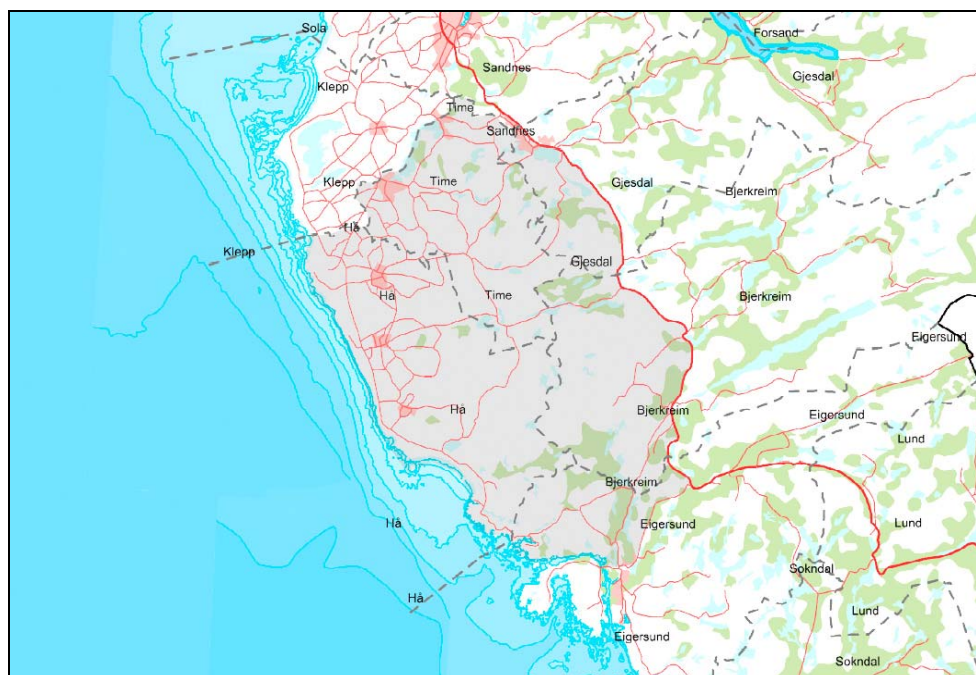 Sola
Forsand
Sandnes
Gjesdal
Klepp
Time
Sandnes
Klepp
Time
Gjesdal
Bjerkreim
Hå
Klepp
Gjesdal
Hå
Time
Bjerkreim
Eigersund
Hå
Bjerkreim
Eigersund
Lund
Bjerkreim
Hå
Eigersund
Lund
Sokndal
Hå
Lund
Eigersund
Sokndal